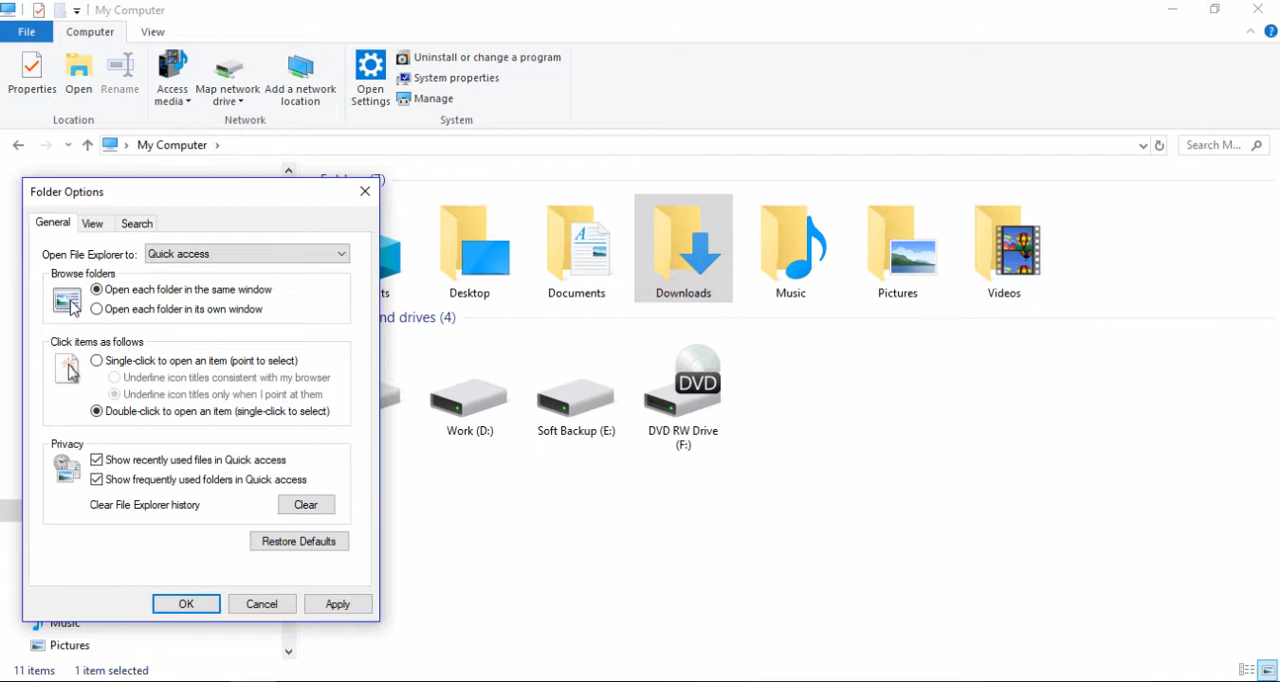 My Computer
File
Computer
View
Properties
Open
Rename
Access media
Map network drive
Add a network location
Open Settings
Uninstall or change a program
System properties
Manage
Location
Network
System
My Computer
Search M...
Folder Options
General
View
Search
Open File Explorer to:
Quick access
Browse folders
Open each folder in the same window
Open each folder in its own window
Click items as follows
Single-click to open an item (point to select)
Underline icon titles consistent with my browser
Underline icon titles only when I point at them
Double-click to open an item (single-click to select)
Privacy
Show recently used files in Quick access
Show frequently used folders in Quick access
Clear File Explorer history
Clear
Restore Defaults
OK
Cancel
Apply
Desktop
Documents
Downloads
Music
Pictures
Videos
nd drives (4)
DVD
Work (D:)
Soft Backup (E:)
DVD RW Drive (F:)
Music
Pictures
11 items
1 item selected